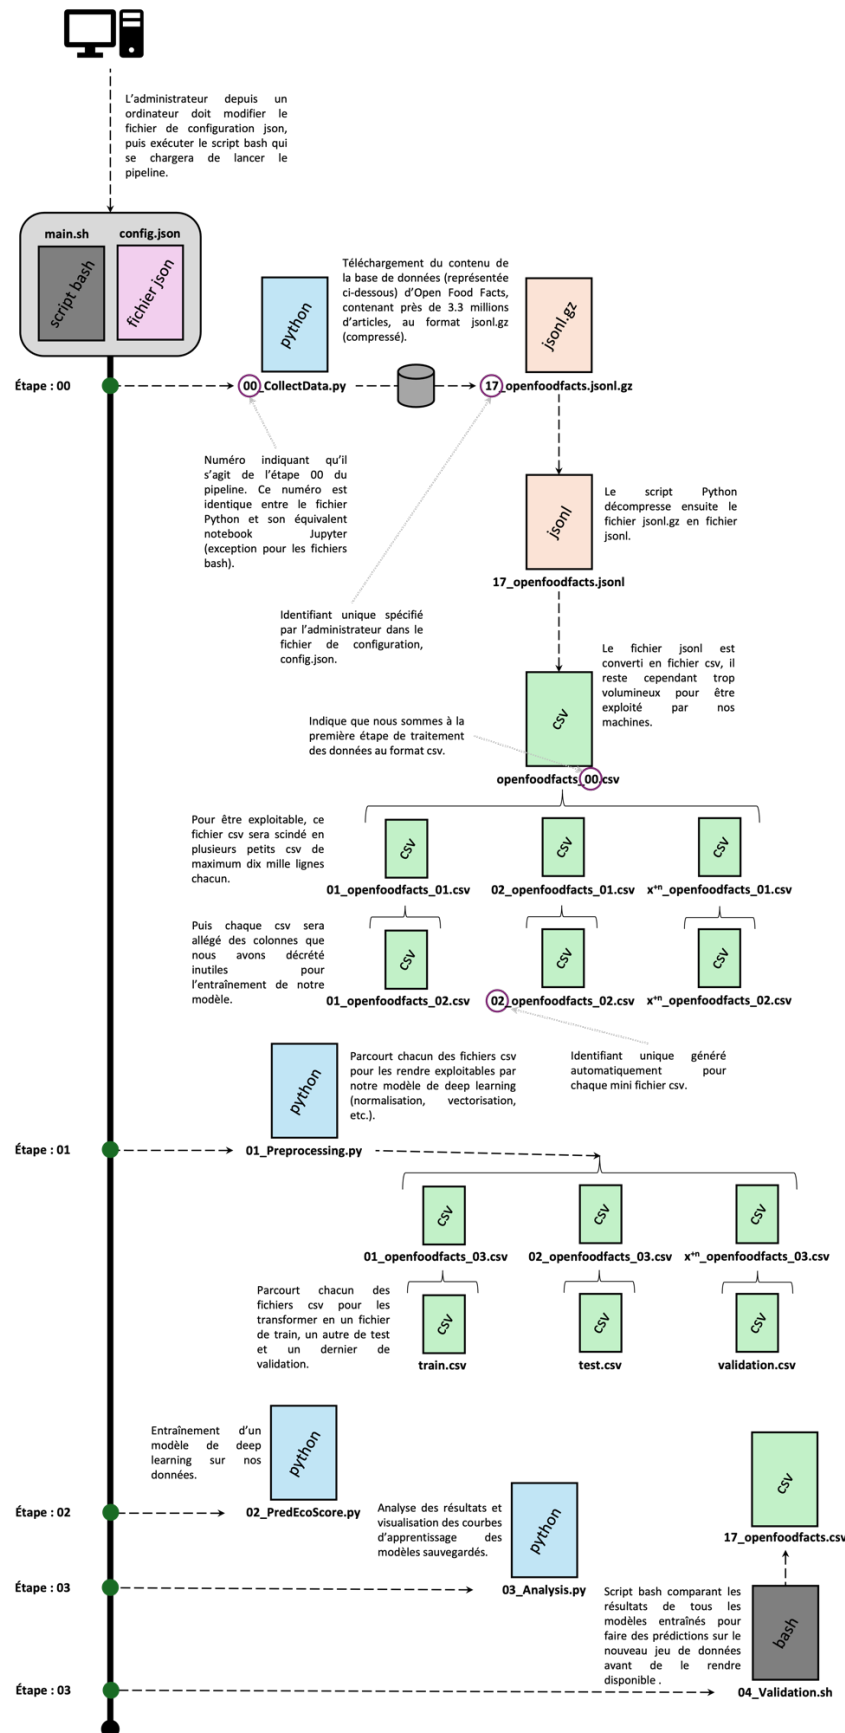 L'administrateur depuis un
ordinateur doit modifier le
fichier de configuration json,
puis exécuter le script bash qui
se chargera de lancer le
pipeline.
main.sh
config.json
script bash
fichier json
Téléchargement du contenu de
la base de données (représentée
ci-dessous) d'Open Food Facts,
contenant près de 3.3 millions
d'articles, au format jsonl.gz
(compressé).
python
jsonl.gz
Étape : 00
00_CollectData.py
17_openfoodfacts.jsonl.gz
Numéro indiquant qu'il
s'agit de l'étape 00 du
pipeline. Ce numéro est
identique entre le fichier
Python et son équivalent
notebook Jupyter
(exception pour les fichiers
bash).
jsonl
Le script Python
décompresse ensuite le
fichier jsonl.gz en fichier
jsonl.
17_openfoodfacts.jsonl
Identifiant unique spécifié
par l'administrateur dans le
fichier de configuration,
config.json.
Le fichier jsonl est
converti en fichier csv, il
reste cependant trop
volumineux pour être
exploité par nos
machines.
csv
Indique que nous sommes à la
première étape de traitement
des données au format csv.
openfoodfacts_00.csv
Pour être exploitable, ce
fichier csv sera scindé en
plusieurs petits csv de
maximum dix mille lignes
chacun.
csv
csv
csv
01_openfoodfacts_01.csv
02_openfoodfacts_01.csv
x⁺ⁿ_openfoodfacts_01.csv
Puis chaque csv sera
allégé des colonnes que
nous avons décrété
inutiles pour
l'entraînement de notre
modèle.
csv
csv
csv
01_openfoodfacts_02.csv
02_openfoodfacts_02.csv
x⁺ⁿ_openfoodfacts_02.csv
python
Parcourt chacun des fichiers csv
pour les rendre exploitables par
notre modèle de deep learning
(normalisation, vectorisation,
etc.).
Identifiant unique généré
automatiquement pour
chaque mini fichier csv.
Étape : 01
01_Preprocessing.py
csv
csv
csv
01_openfoodfacts_03.csv
02_openfoodfacts_03.csv
x⁺ⁿ_openfoodfacts_03.csv
Parcourt chacun des
fichiers csv pour les
transformer en un fichier
de train, un autre de test
et un dernier de
validation.
csv
csv
csv
train.csv
test.csv
validation.csv
Entraînement d'un
modèle de deep
learning sur nos
données.
python
csv
Étape : 02
02_PredEcoScore.py
Analyse des résultats et
visualisation des courbes
d'apprentissage des
modèles sauvegardés.
python
17_openfoodfacts.csv
Étape : 03
03_Analysis.py
Script bash comparant les
résultats de tous les
modèles entraînés pour
faire des prédictions sur le
nouveau jeu de données
avant de le rendre
disponible .
bash
Étape : 03
04_Validation.sh